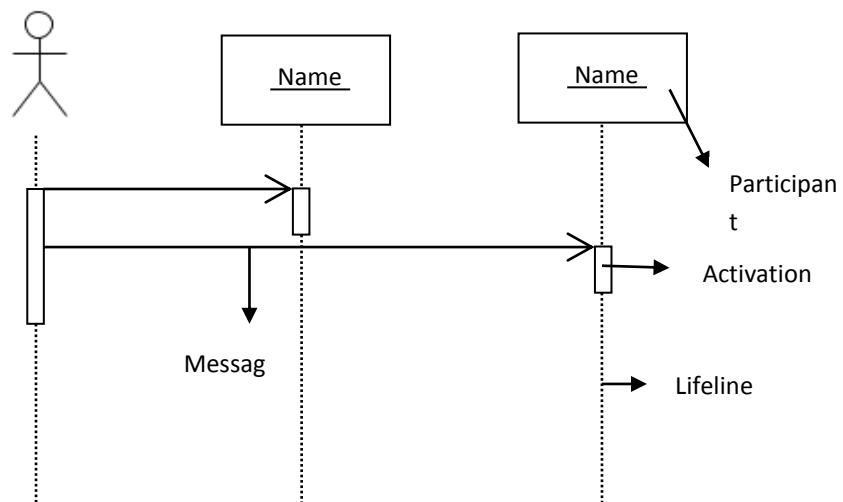 Name
Name
Participan
t
Activation
Messag
Lifeline